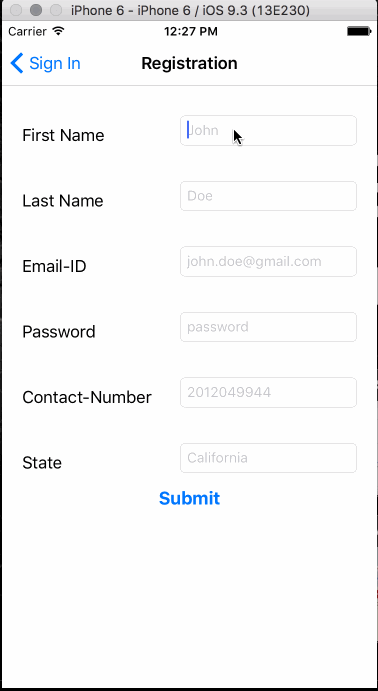 iPhone 6 - iPhone 6 / iOS 9.3 (13E230)
Carrier 12:27 PM
Sign In Registration
First Name John
Last Name Doe
Email-ID john.doe@gmail.com
Password password
Contact-Number 2012049944
State California
Submit